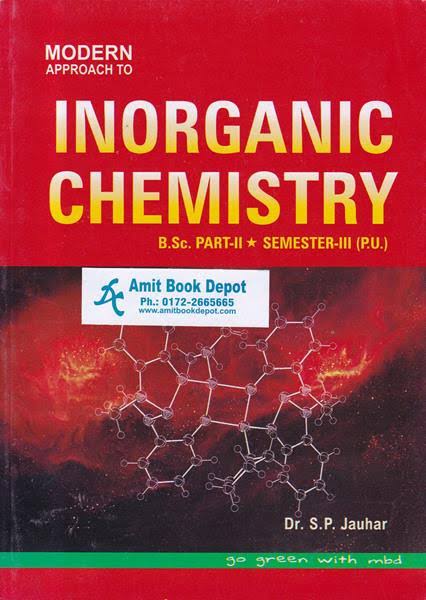 MODERN
APPROACH TO
INORGANIC
CHEMISTRY
B.Sc. PART-II ★ SEMESTER-III (P.U.)
Amit Book Depot
Ph.: 0172-2665665
www.amitbookdepot.com
Dr. S.P. Jauhar
go green with mbd